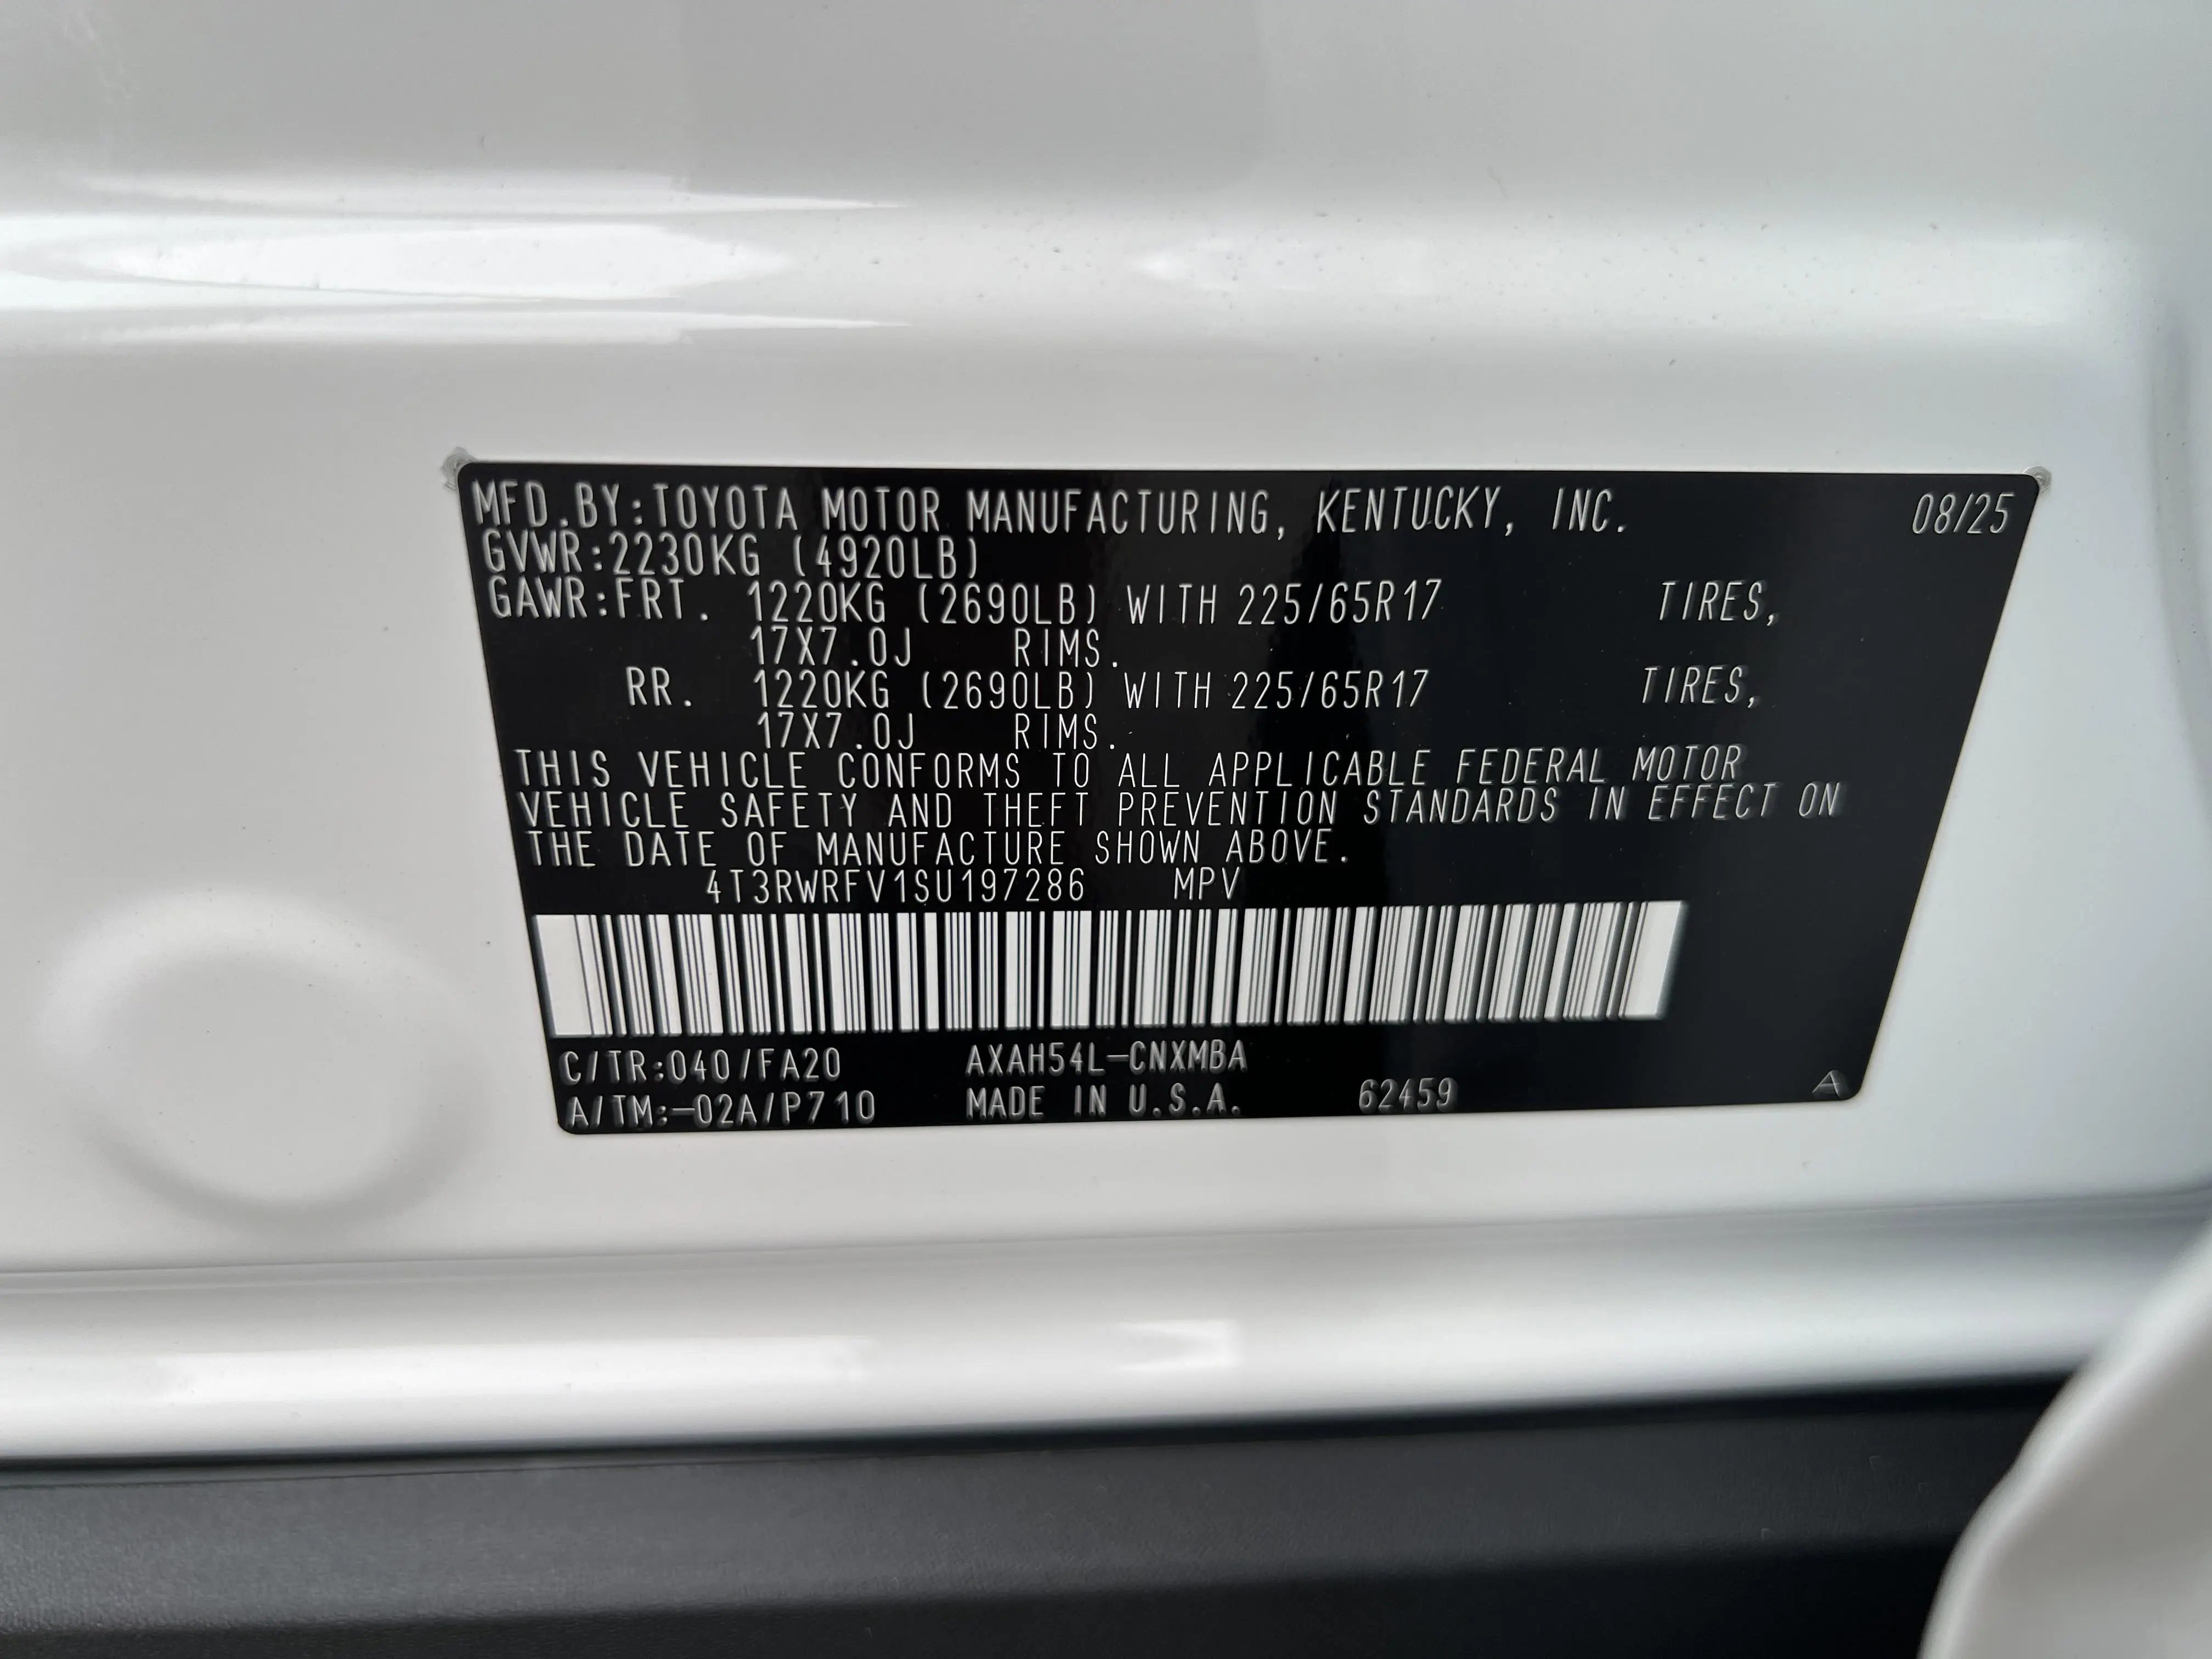 MFD.BY:TOYOTA MOTOR MANUFACTURING, KENTUCKY, INC. 08/25
GVWR:2230KG (4920LB)
GAWR:FRT. 1220KG (2690LB) WITH 225/65R17 TIRES,
17X7.0J RIMS.
RR. 1220KG (2690LB) WITH 225/65R17 TIRES,
17X7.0J RIMS.
THIS VEHICLE CONFORMS TO ALL APPLICABLE FEDERAL MOTOR
VEHICLE SAFETY AND THEFT PREVENTION STANDARDS IN EFFECT ON
THE DATE OF MANUFACTURE SHOWN ABOVE.
4T3RWRFV1SU197286 MPV
C/TR:040/FA20 AXAH54L-CNXMBA
A/TM:-02A/P710 MADE IN U.S.A. 62459 A